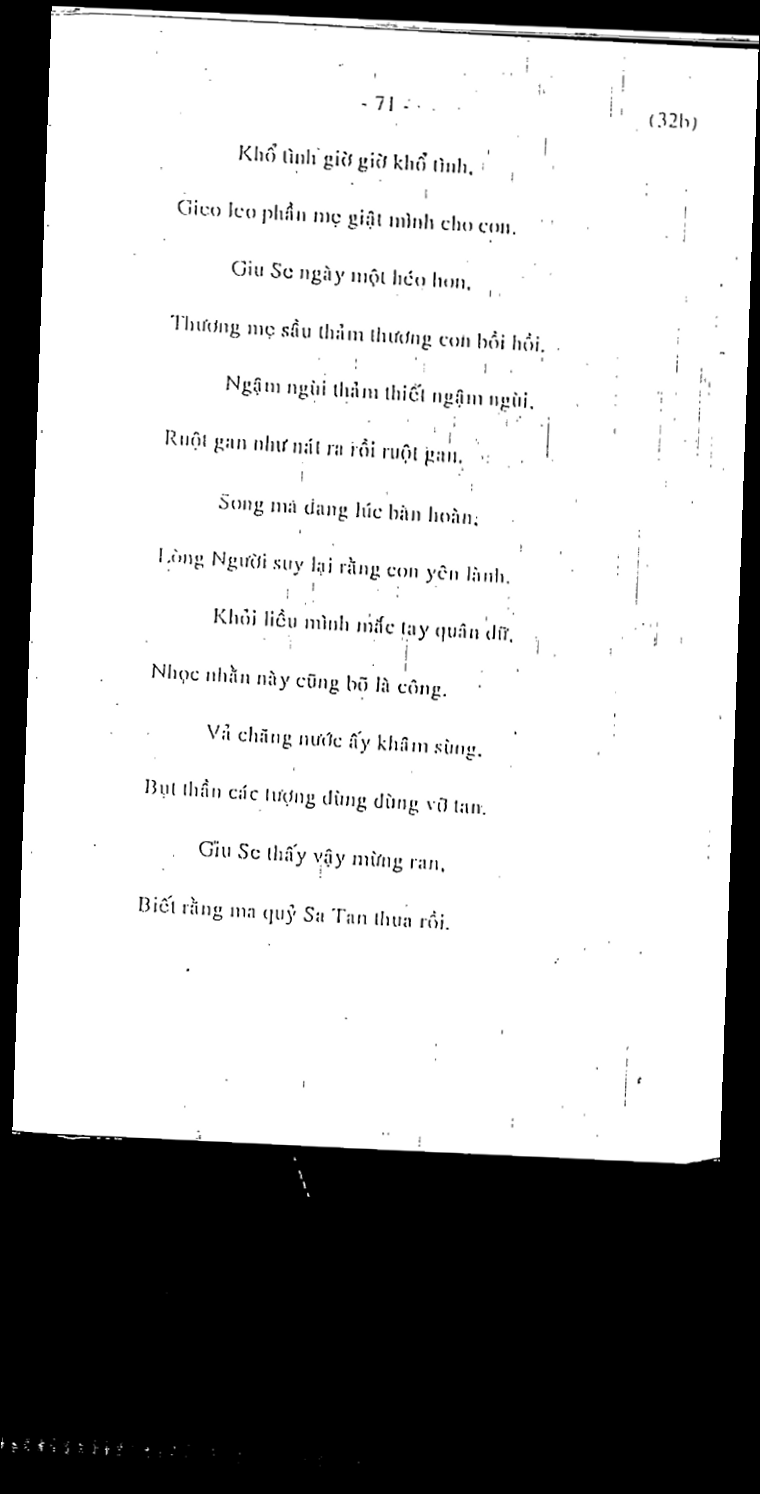 - 71 -
(32b)
Khổ tình giờ giờ khổ tình,
Gieo leo phần mẹ giật mình cho con.
Giu Se ngày một héo hon,
Thương mẹ sầu thảm thương con bồi hồi.
Ngậm ngùi thảm thiết ngậm ngùi,
Ruột gan như nát ra rồi ruột gan.
Song mà đang lúc bàn hoàn,
Lòng Người suy lại rằng con yên lành.
Khỏi liều mình mắc tay quân dữ,
Nhọc nhằn này cũng bõ là công.
Vả chăng nước ấy khâm sùng,
Bụt thần các tượng đùng đùng vỡ tan.
Giu Se thấy vậy mừng ran,
Biết rằng ma quỷ Sa Tan thua rồi.